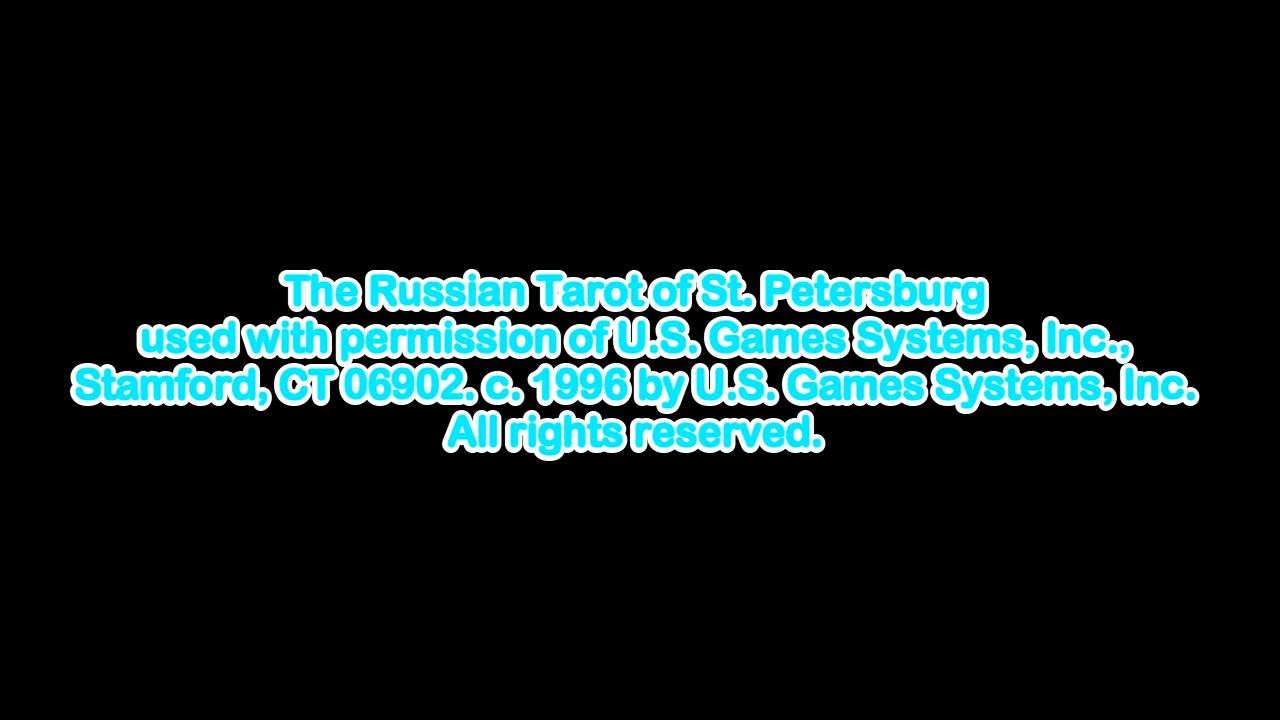 The Russian Tarot of St. Petersburg
used with permission of U.S. Games Systems, Inc.,
Stamford, CT 06902. c. 1996 by U.S. Games Systems, Inc.
All rights reserved.